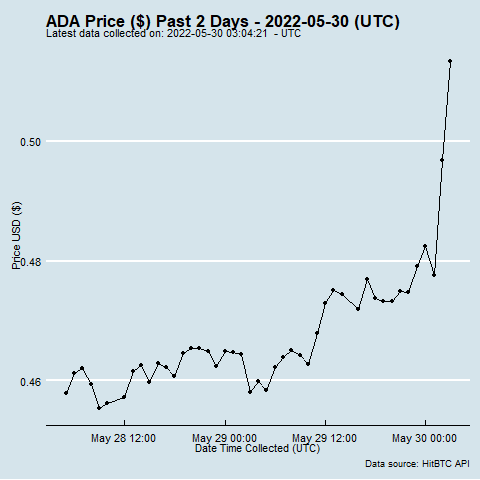 ADA Price ($) Past 2 Days - 2022-05-30 (UTC)
Latest data collected on: 2022-05-30 03:04:21 - UTC
0.50
0.48
0.46
Price USD ($)
May 28 12:00
May 29 00:00
May 29 12:00
May 30 00:00
Date Time Collected (UTC)
Data source: HitBTC API